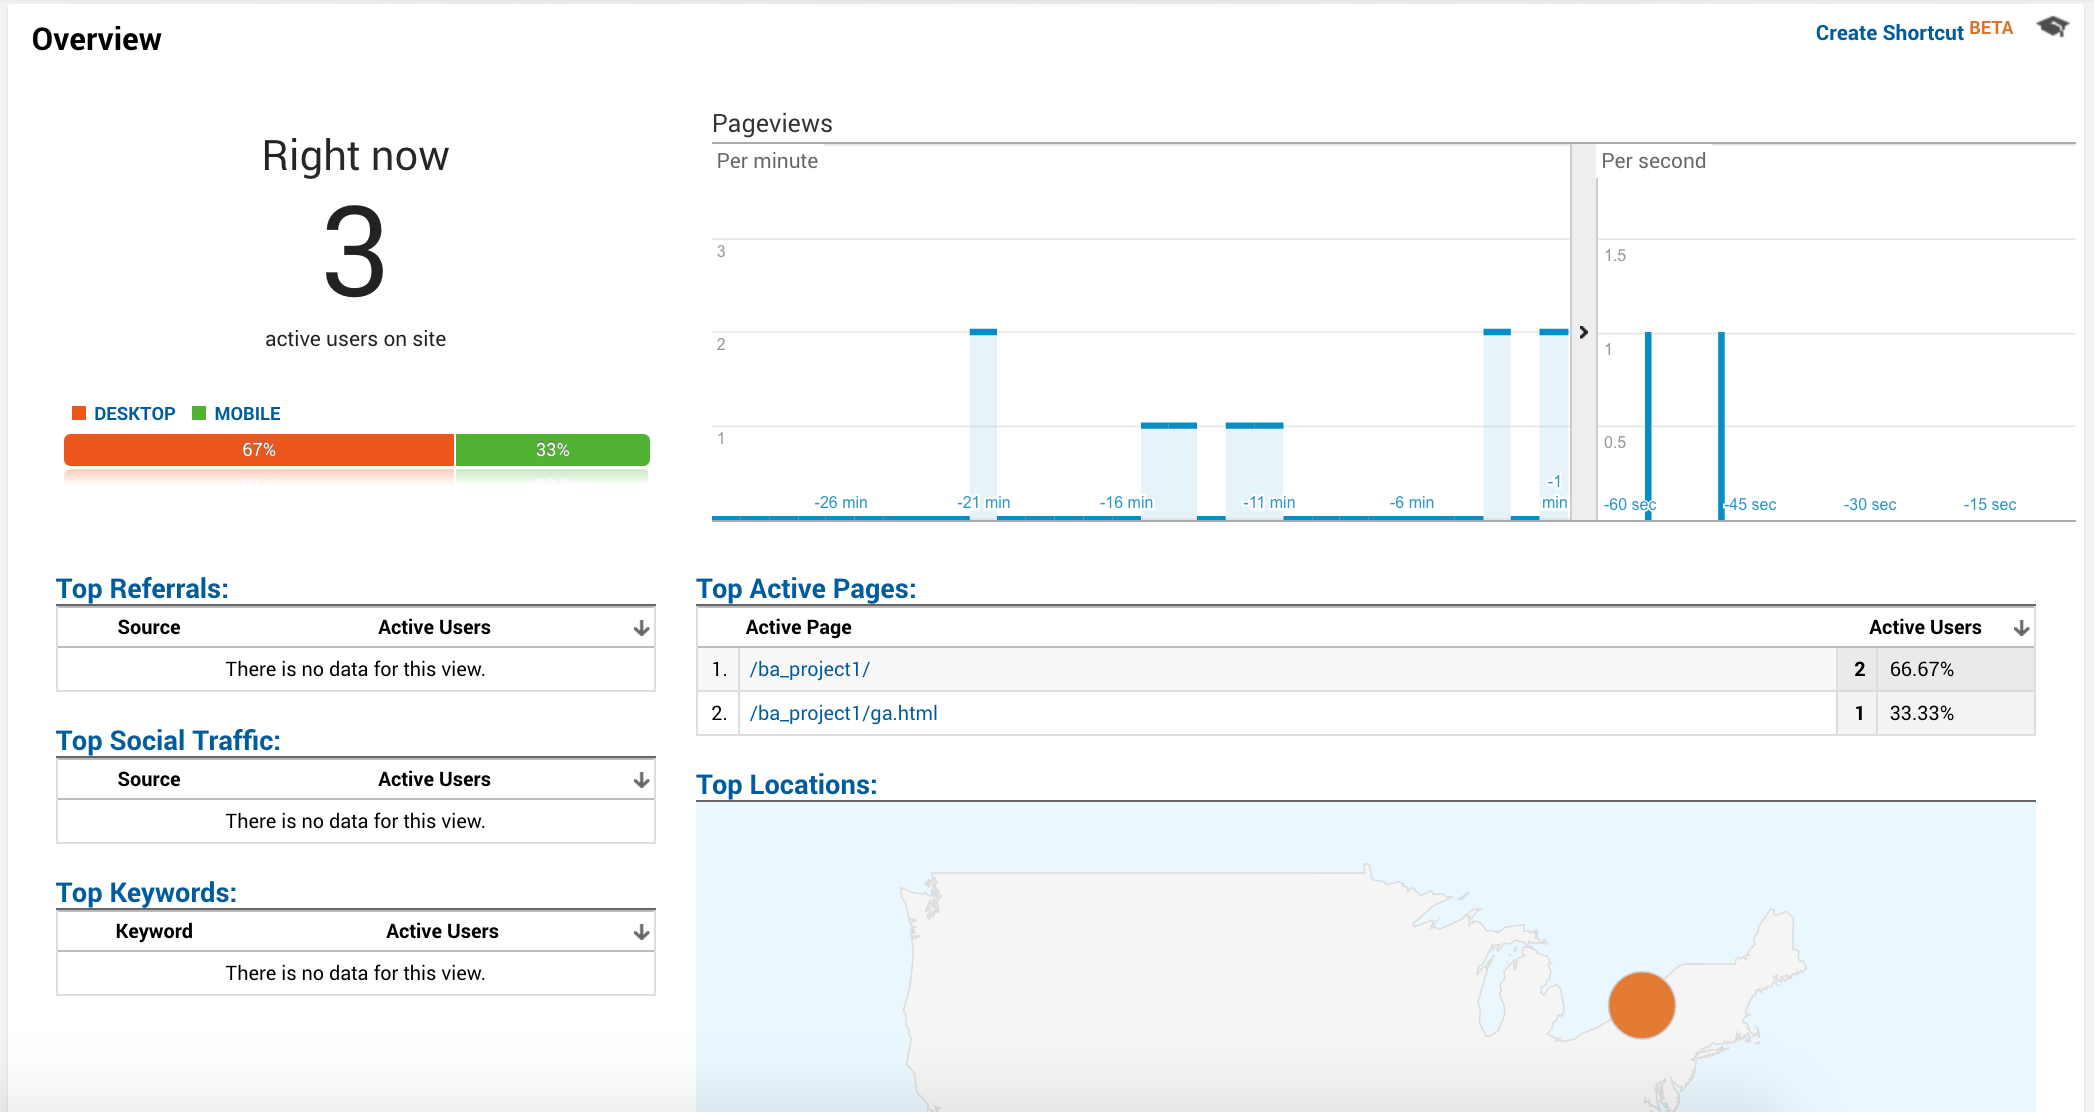 Overview
Create Shortcut BETA
Right now
3
active users on site
DESKTOP MOBILE
67% 33%
Pageviews
Per minute
3
2
1
-26 min -21 min -16 min -11 min -6 min -1 min
Per second
1.5
1
0.5
-60 sec -45 sec -30 sec -15 sec
Top Referrals:
Source Active Users
There is no data for this view.
Top Social Traffic:
Source Active Users
There is no data for this view.
Top Keywords:
Keyword Active Users
There is no data for this view.
Top Active Pages:
Active Page Active Users
1. /ba_project1/ 2 66.67%
2. /ba_project1/ga.html 1 33.33%
Top Locations: